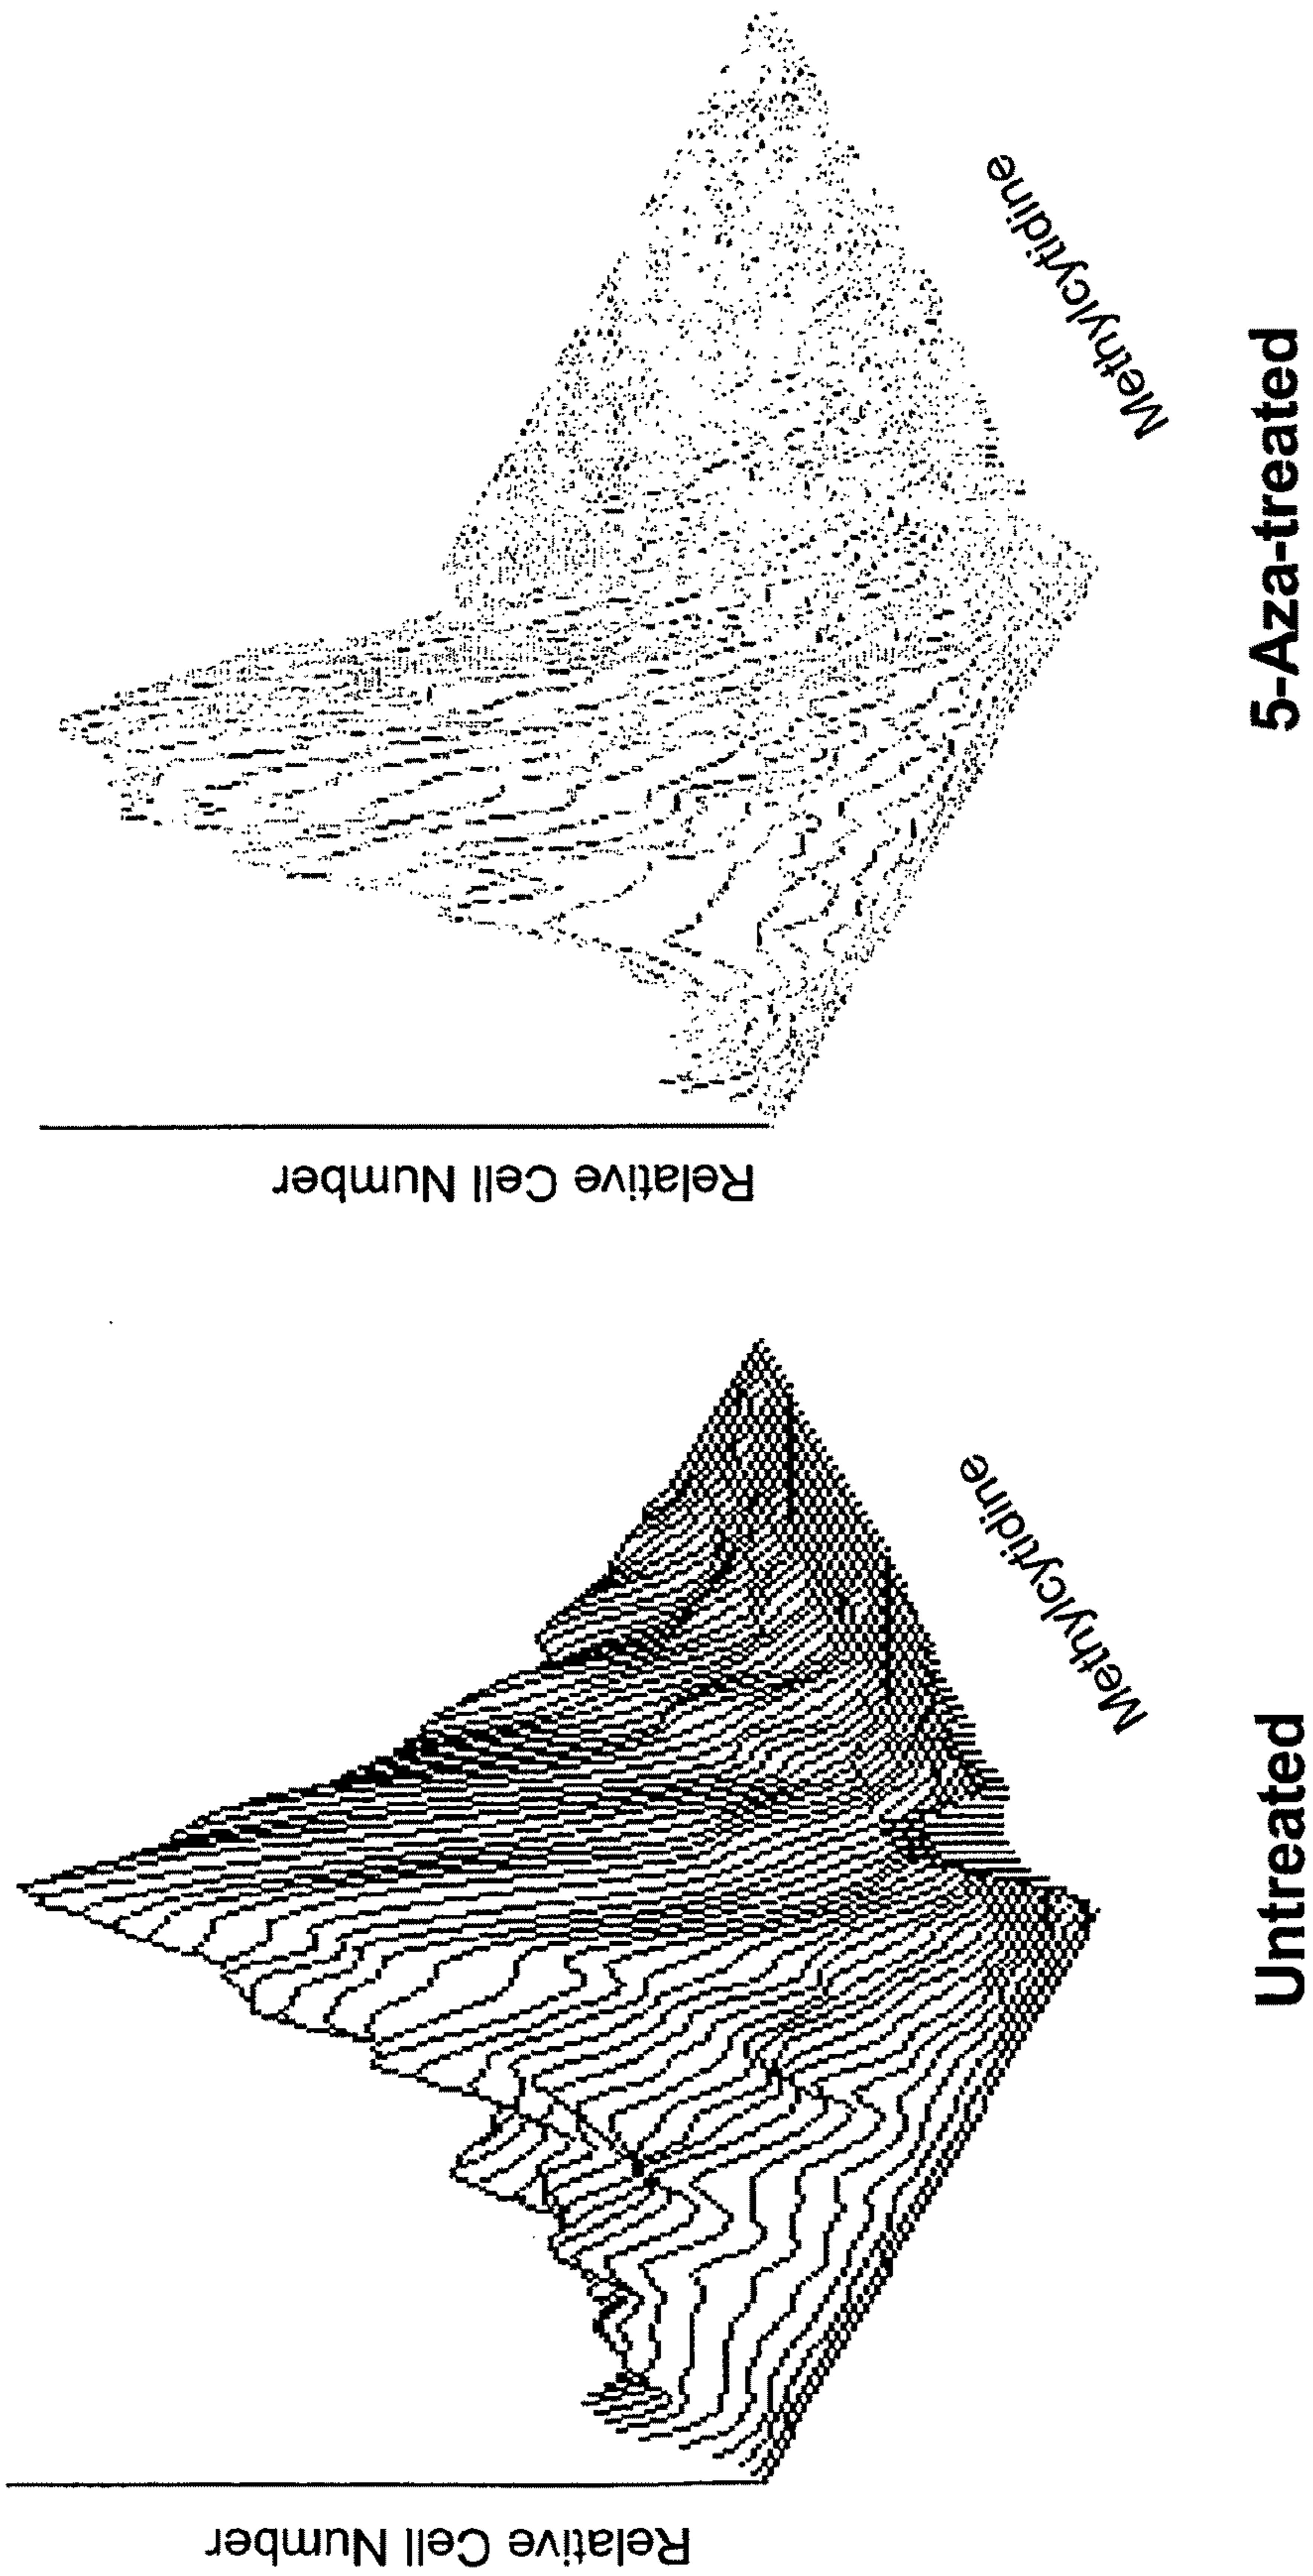 Relative Cell Number
Methylcytidine
Untreated
Relative Cell Number
Methylcytidine
5-Aza-treated